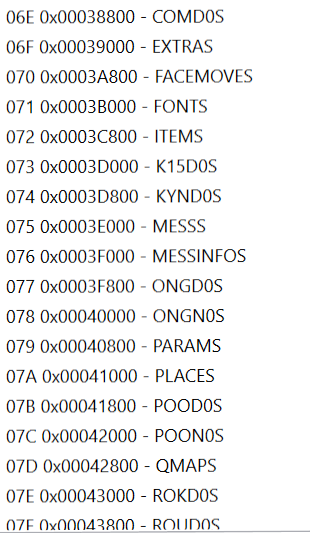 06E 0x00038800 - COMD0S
06F 0x00039000 - EXTRAS
070 0x0003A800 - FACEMOVES
071 0x0003B000 - FONTS
072 0x0003C800 - ITEMS
073 0x0003D000 - K15D0S
074 0x0003D800 - KYND0S
075 0x0003E000 - MESSS
076 0x0003F000 - MESSINFOS
077 0x0003F800 - ONGD0S
078 0x00040000 - ONGN0S
079 0x00040800 - PARAMS
07A 0x00041000 - PLACES
07B 0x00041800 - POOD0S
07C 0x00042000 - POON0S
07D 0x00042800 - QMAPS
07E 0x00043000 - ROKD0S
07F 0x00043800 - ROUD0S